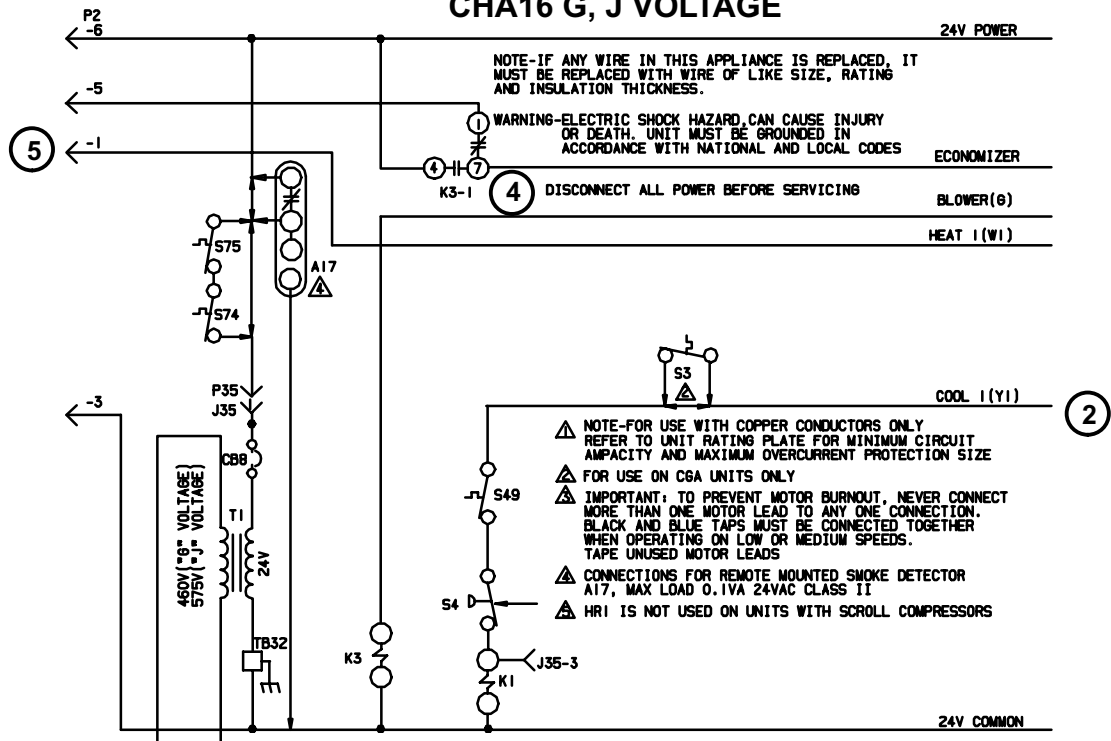 CHA16 G, J VOLTAGE
P2
-6
24V POWER
NOTE-IF ANY WIRE IN THIS APPLIANCE IS REPLACED, IT
MUST BE REPLACED WITH WIRE OF LIKE SIZE, RATING
AND INSULATION THICKNESS.
-5
1
WARNING-ELECTRIC SHOCK HAZARD,CAN CAUSE INJURY
OR DEATH. UNIT MUST BE GROUNDED IN
ACCORDANCE WITH NATIONAL AND LOCAL CODES
5
-1
ECONOMIZER
4
7
K3-1
4
DISCONNECT ALL POWER BEFORE SERVICING
BLOWER(G)
HEAT 1(W1)
S75
A17
4
S74
S3
2
P35
J35
-3
COOL 1(Y1)
2
1 NOTE-FOR USE WITH COPPER CONDUCTORS ONLY
REFER TO UNIT RATING PLATE FOR MINIMUM CIRCUIT
AMPACITY AND MAXIMUM OVERCURRENT PROTECTION SIZE
2 FOR USE ON CGA UNITS ONLY
3 IMPORTANT: TO PREVENT MOTOR BURNOUT, NEVER CONNECT
MORE THAN ONE MOTOR LEAD TO ANY ONE CONNECTION.
BLACK AND BLUE TAPS MUST BE CONNECTED TOGETHER
WHEN OPERATING ON LOW OR MEDIUM SPEEDS.
TAPE UNUSED MOTOR LEADS
4 CONNECTIONS FOR REMOTE MOUNTED SMOKE DETECTOR
A17, MAX LOAD 0.1VA 24VAC CLASS II
5 HR1 IS NOT USED ON UNITS WITH SCROLL COMPRESSORS
CB8
S49
460V("G" VOLTAGE)
575V("J" VOLTAGE)
T1
24V
S4
TB32
K3
J35-3
K1
24V COMMON